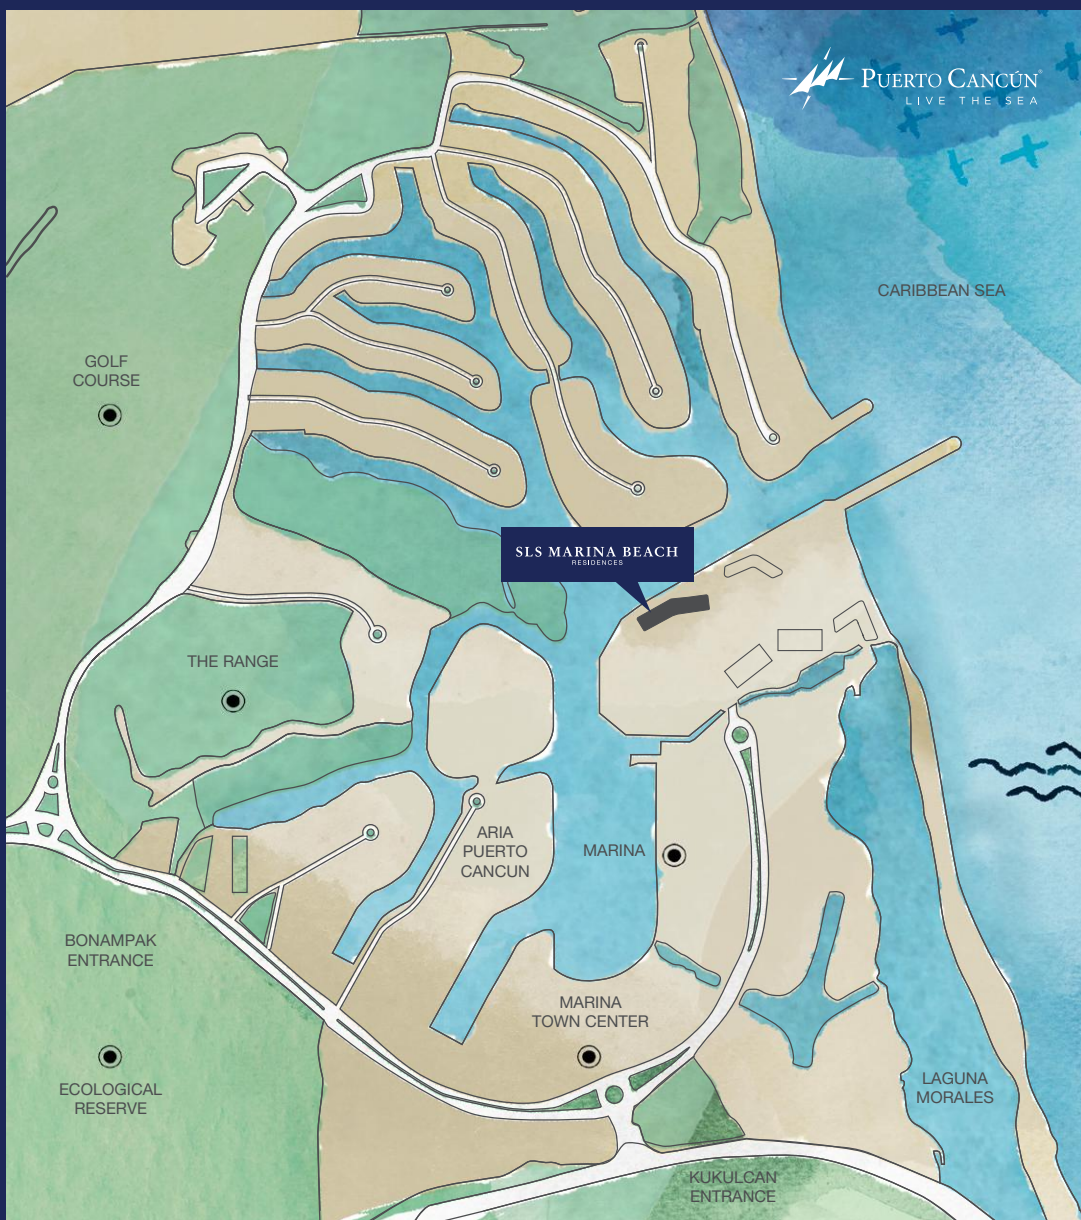 PUERTO CANCÚN
LIVE THE SEA
CARIBBEAN SEA
GOLF
COURSE
SLS MARINA BEACH
RESIDENCES
THE RANGE
ARIA
PUERTO
CANCUN
MARINA
BONAMPAK
ENTRANCE
MARINA
TOWN CENTER
ECOLOGICAL
RESERVE
LAGUNA
MORALES
KUKULCAN
ENTRANCE